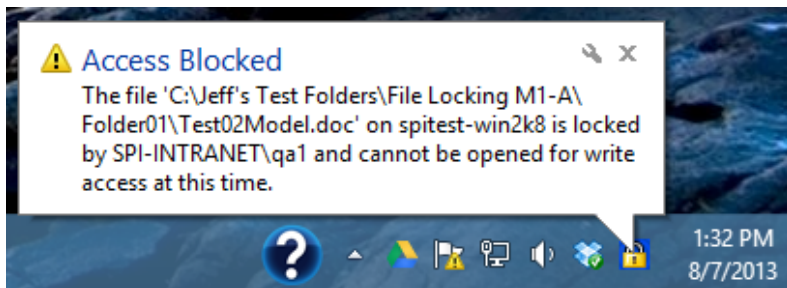 Access Blocked
The file 'C:\Jeff's Test Folders\File Locking M1-A\
Folder01\Test02Model.doc' on spitest-win2k8 is locked
by SPI-INTRANET\qa1 and cannot be opened for write
access at this time.
?
1:32 PM
8/7/2013